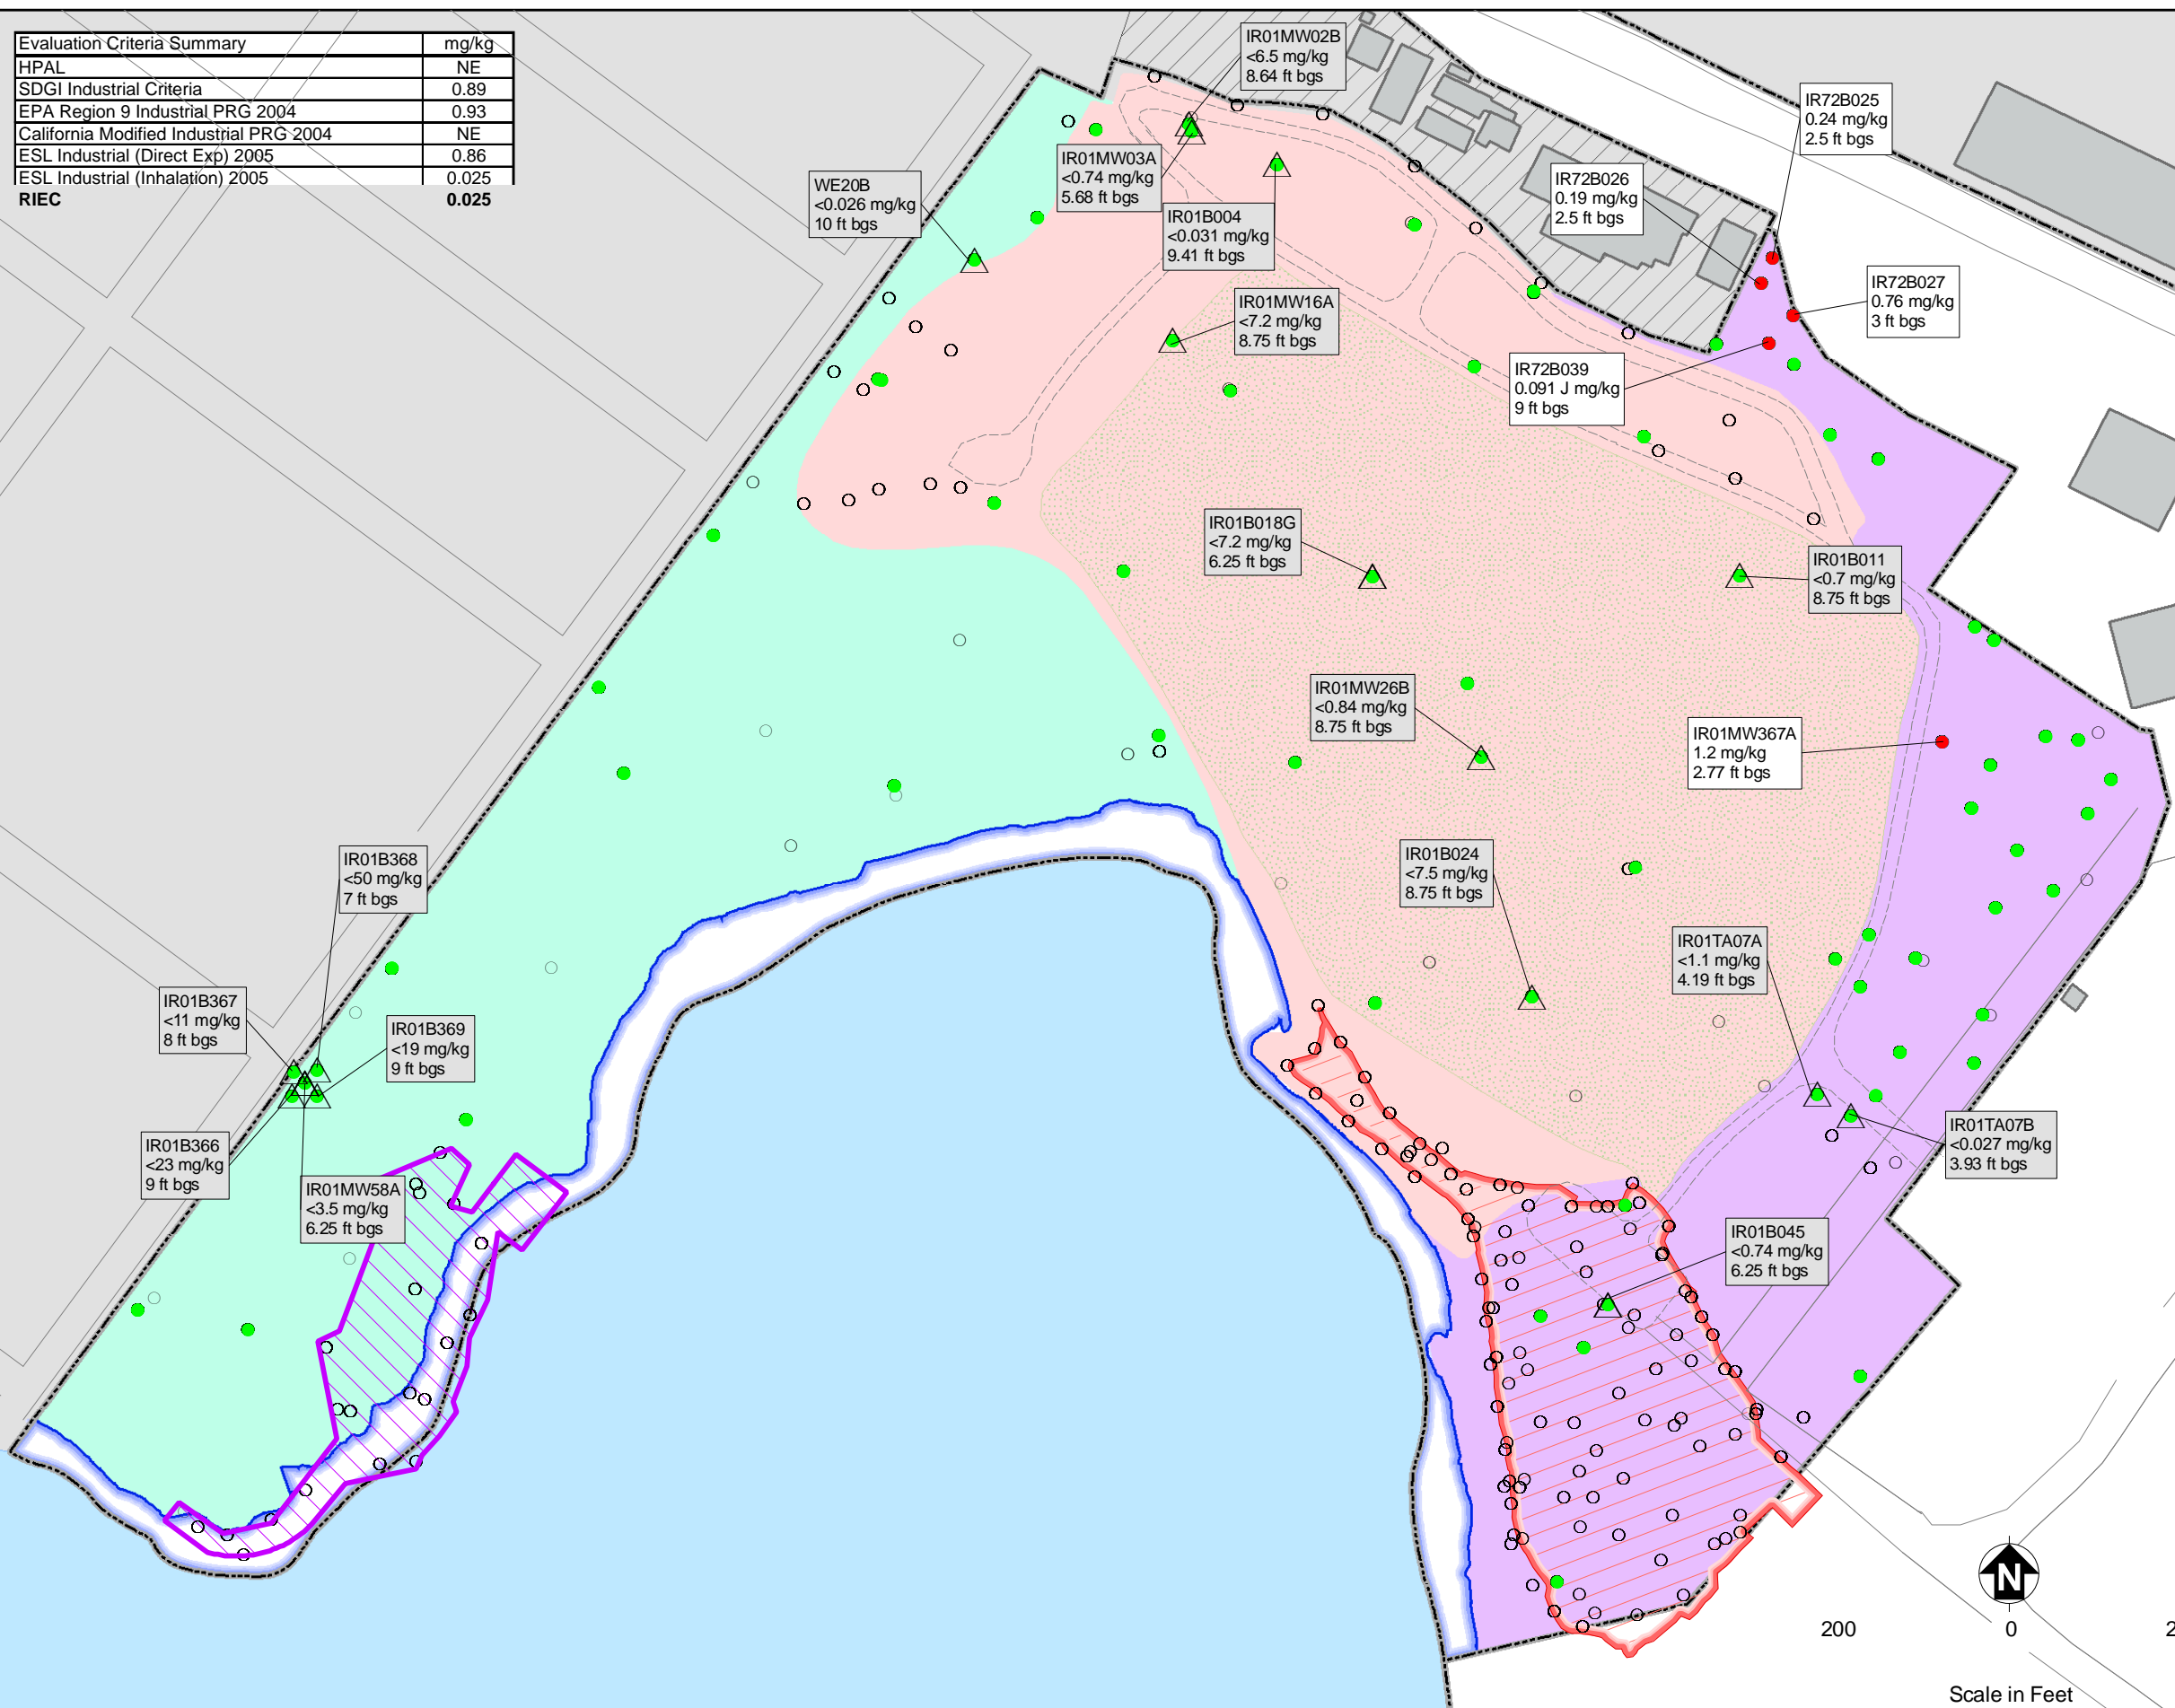 Evaluation Criteria Summary mg/kg
HPAL NE
SDGI Industrial Criteria 0.89
EPA Region 9 Industrial PRG 2004 0.93
California Modified Industrial PRG 2004 NE
ESL Industrial (Direct Exp) 2005 0.86
ESL Industrial (Inhalation) 2005 0.025
RIEC 0.025
IR01MW02B
<6.5 mg/kg
8.64 ft bgs
IR72B025
0.24 mg/kg
2.5 ft bgs
IR01MW03A
<0.74 mg/kg
5.68 ft bgs
WE20B
<0.026 mg/kg
10 ft bgs
IR72B026
0.19 mg/kg
2.5 ft bgs
IR01B004
<0.031 mg/kg
9.41 ft bgs
IR72B027
0.76 mg/kg
3 ft bgs
IR01MW16A
<7.2 mg/kg
8.75 ft bgs
IR72B039
0.091 J mg/kg
9 ft bgs
IR01B018G
<7.2 mg/kg
6.25 ft bgs
IR01B011
<0.7 mg/kg
8.75 ft bgs
IR01MW26B
<0.84 mg/kg
8.75 ft bgs
IR01MW367A
1.2 mg/kg
2.77 ft bgs
IR01B368
<50 mg/kg
7 ft bgs
IR01B024
<7.5 mg/kg
8.75 ft bgs
IR01TA07A
<1.1 mg/kg
4.19 ft bgs
IR01B367
<11 mg/kg
8 ft bgs
IR01B369
<19 mg/kg
9 ft bgs
IR01TA07B
<0.027 mg/kg
3.93 ft bgs
IR01B366
<23 mg/kg
9 ft bgs
IR01MW58A
<3.5 mg/kg
6.25 ft bgs
IR01B045
<0.74 mg/kg
6.25 ft bgs
N
200 0 2
Scale in Feet